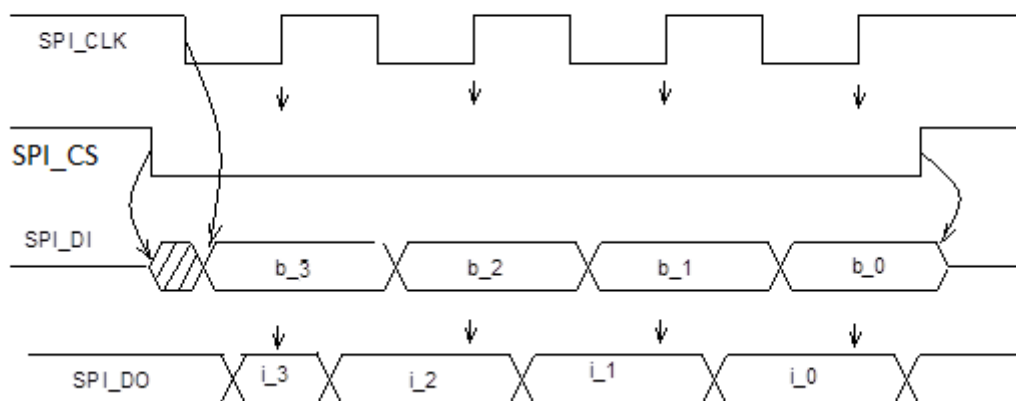 SPI_CLK
SPI_CS
SPI_DI
b_3 b_2 b_1 b_0
SPI_DO
i_3 i_2 i_1 i_0